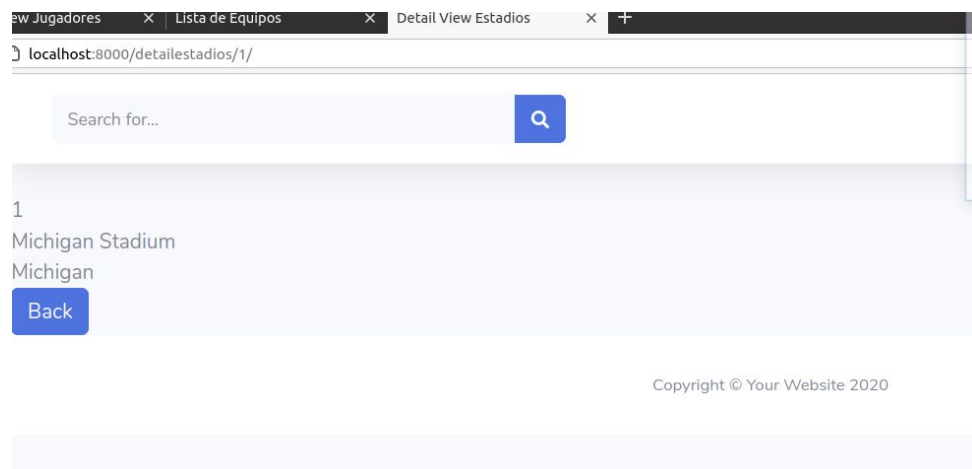 ew Jugadores × Lista de Equipos × Detail View Estadios × +
localhost:8000/detailestadios/1/
Search for...
1
Michigan Stadium
Michigan
Back
Copyright © Your Website 2020